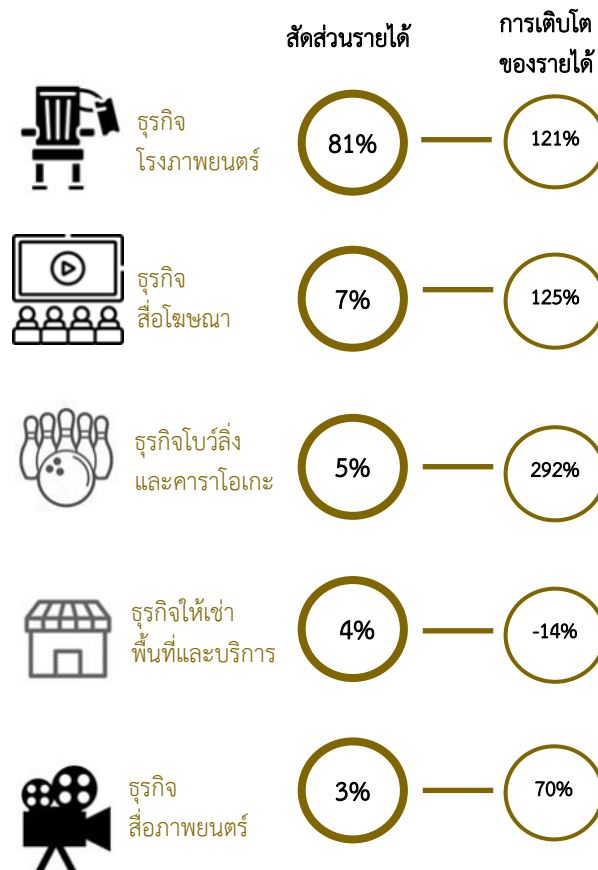 สัดส่วนรายได้
การเติบโต
ของรายได้
ธุรกิจ
โรงภาพยนตร์
81%
121%
ธุรกิจ
สื่อโฆษณา
7%
125%
ธุรกิจโบว์ลิ่ง
และคาราโอเกะ
5%
292%
ธุรกิจให้เช่า
พื้นที่และบริการ
4%
-14%
ธุรกิจ
สื่อภาพยนตร์
3%
70%